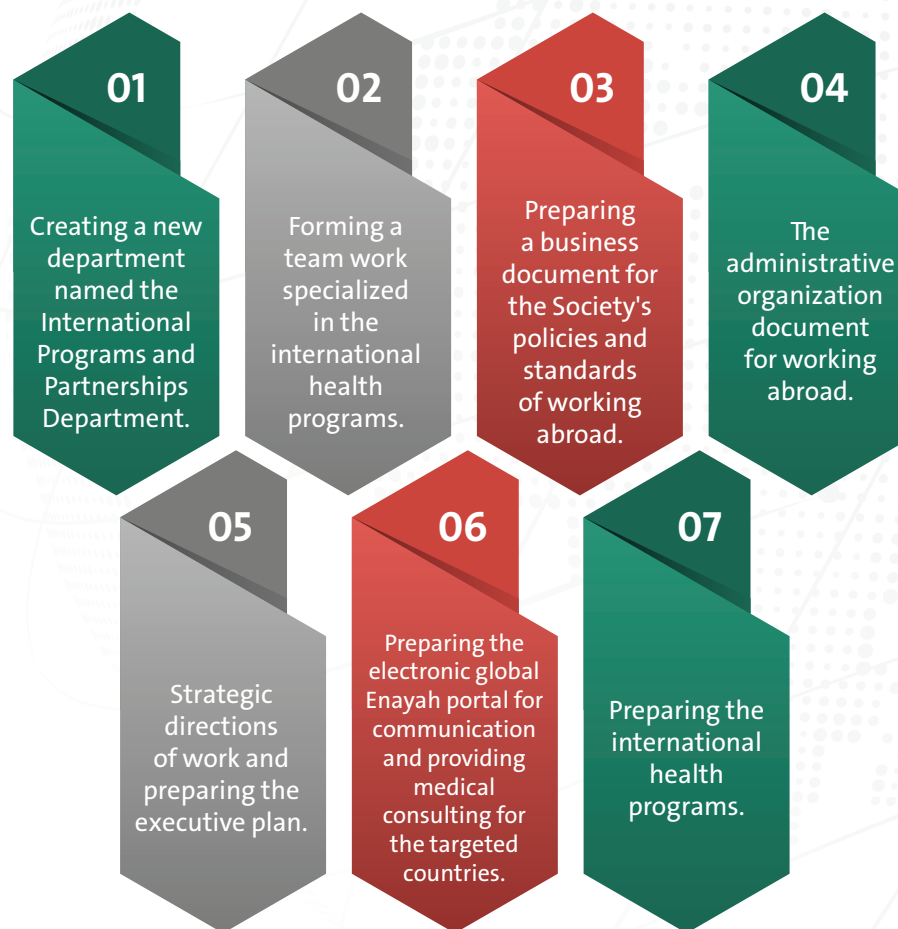 01
Creating a new
department
named the
International
Programs and
Partnerships
Department.
02
Forming a
team work
specialized
in the
international
health
programs.
03
Preparing
a business
document for
the Society's
policies and
standards
of working
abroad.
04
The
administrative
organization
document
for working
abroad.
05
Strategic
directions
of work and
preparing the
executive plan.
06
Preparing the
electronic global
Enayah portal for
communication
and providing
medical
consulting for
the targeted
countries.
07
Preparing the
international
health
programs.